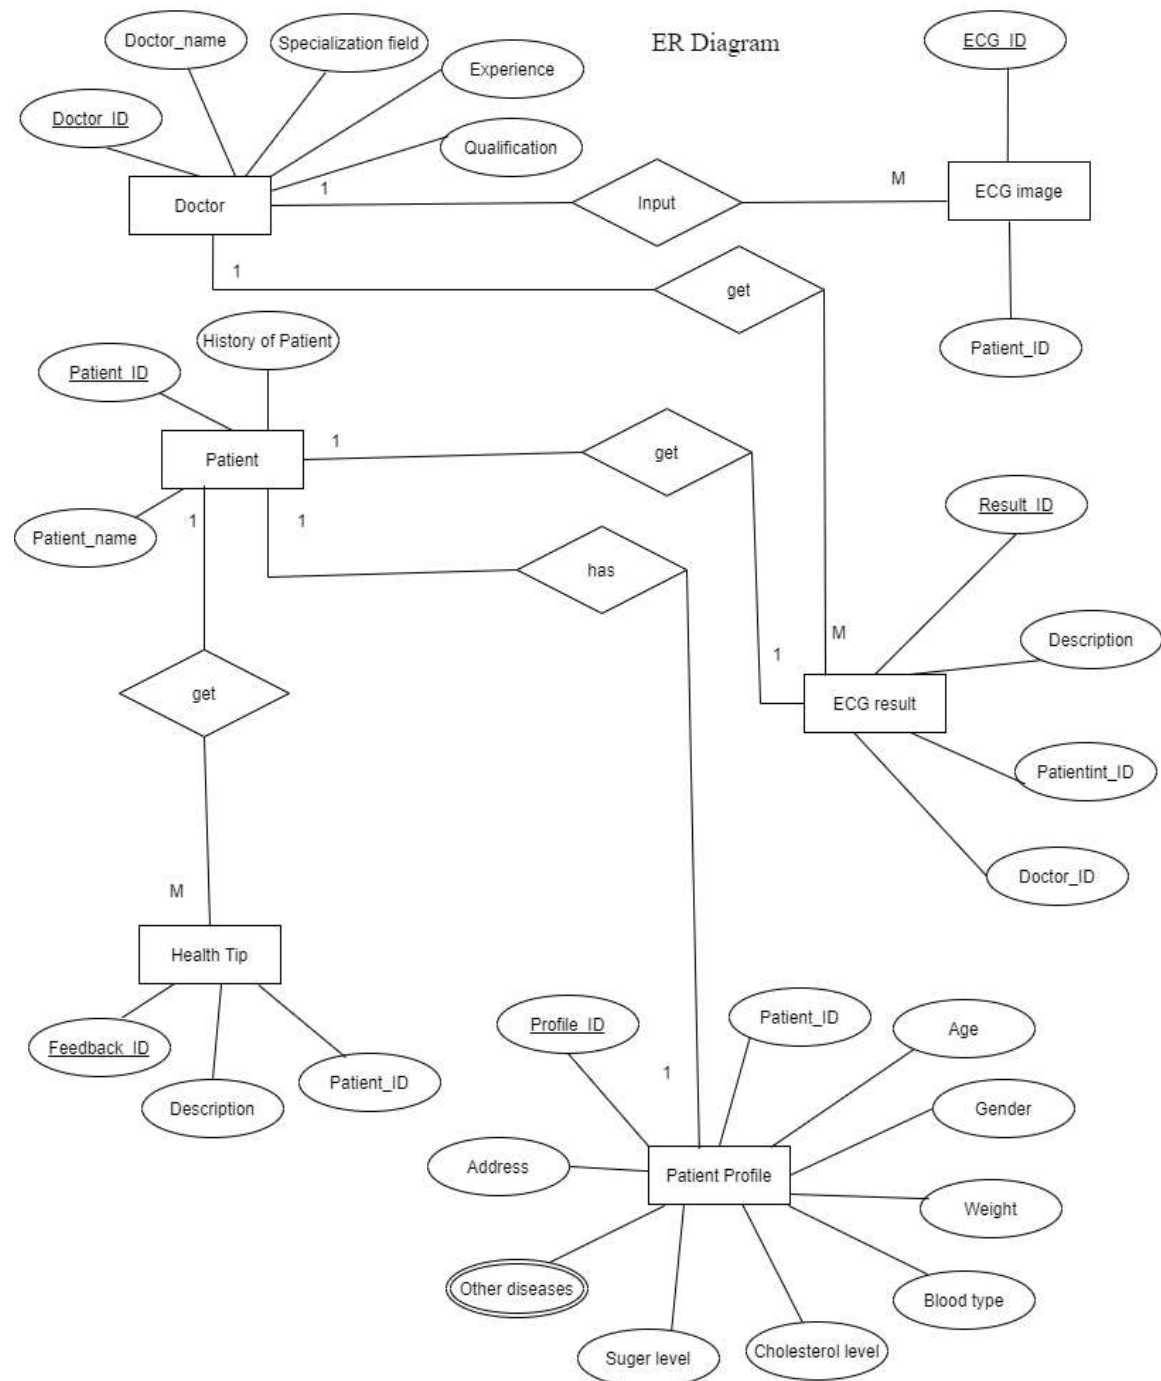 ER Diagram
Doctor_name
Specialization field
Experience
ECG_ID
Doctor_ID
Qualification
1
M
Doctor
Input
ECG image
1
get
History of Patient
Patient_ID
Patient_ID
1
Patient
get
Result_ID
Patient_name
1
1
has
M
Description
1
get
ECG result
Patientint_ID
Doctor_ID
M
Health Tip
Profile_ID
Patient_ID
Age
Feedback_ID
Patient_ID
1
Description
Gender
Address
Patient Profile
Weight
Other diseases
Blood type
Suger level
Cholesterol level